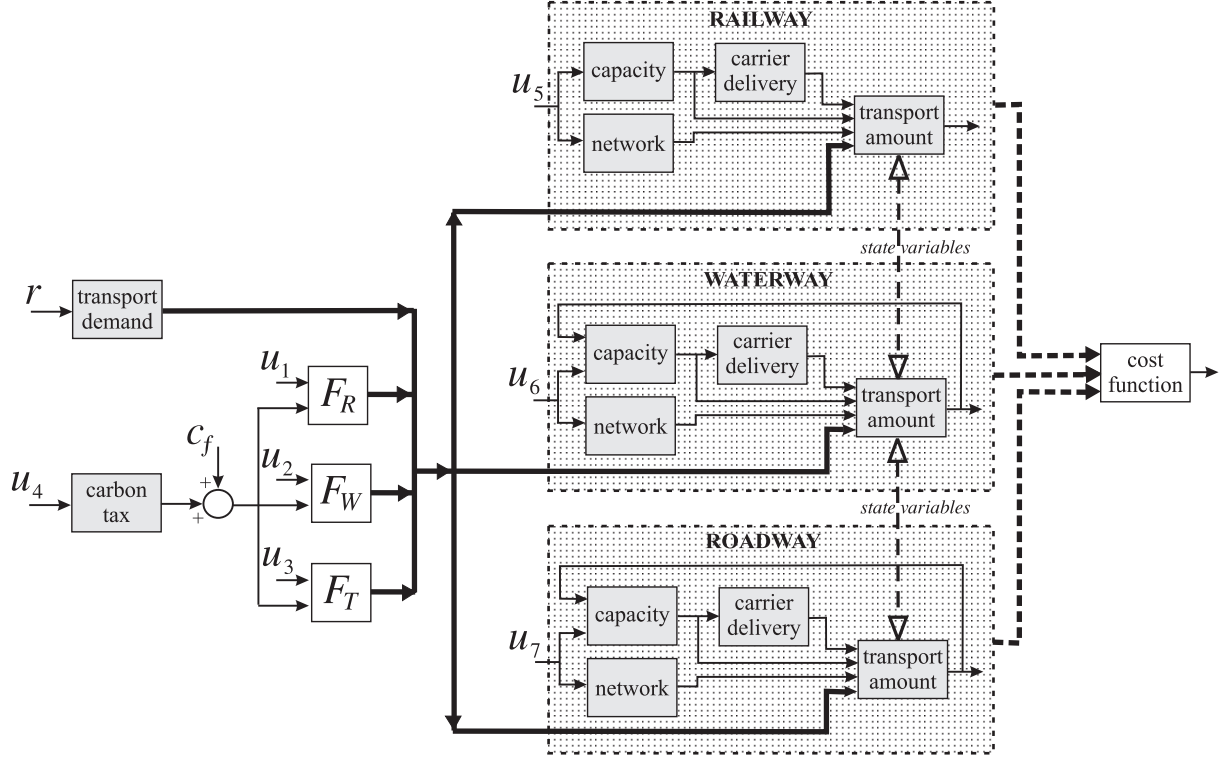 RAILWAY
capacity
carrier
delivery
u5
network
transport
amount
state variables
WATERWAY
r
transport
demand
capacity
carrier
delivery
u1
FR
u6
network
transport
amount
cost
function
cf
u2
+
u4
carbon
tax
+
FW
state variables
ROADWAY
u3
FT
capacity
carrier
delivery
u7
network
transport
amount